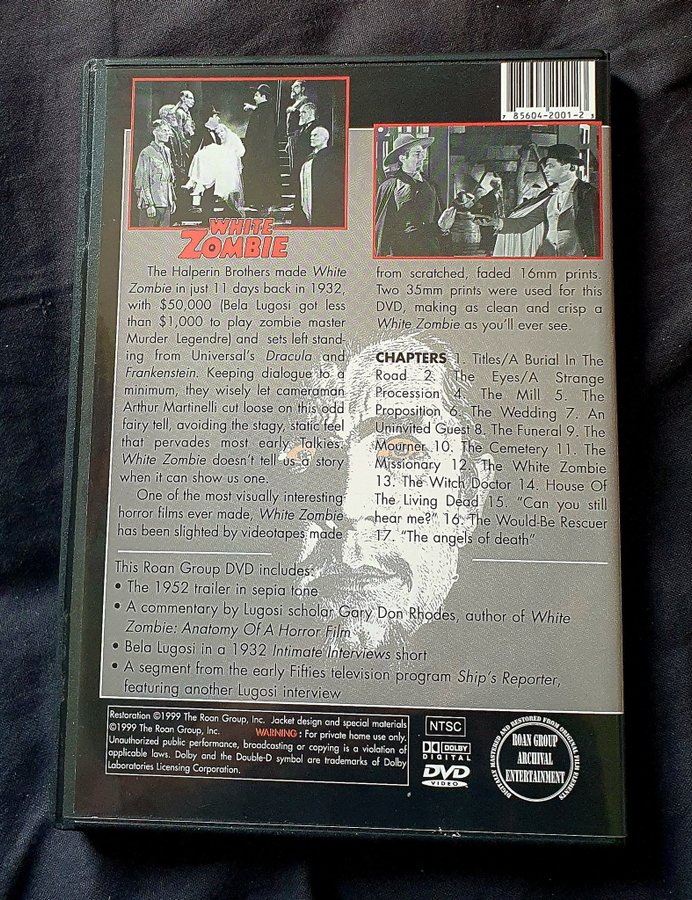 7 85604-2001-2 3
WHITE
ZOMBIE
The Halperin Brothers made White
Zombie in just 11 days back in 1932,
with $50,000 (Bela Lugosi got less
than $1,000 to play zombie master
Murder Legendre) and sets left stand-
ing from Universal's Dracula and
Frankenstein. Keeping dialogue to a
minimum, they wisely let cameraman
Arthur Martinelli cut loose on this odd
fairy tell, avoiding the stagy, static feel
that pervades most early Talkies.
White Zombie doesn't tell us a story
when it can show us one.
One of the most visually interesting
horror films ever made, White Zombie
has been slighted by videotapes made
from scratched, faded 16mm prints.
Two 35mm prints were used for this
DVD, making as clean and crisp a
White Zombie as you'll ever see.
CHAPTERS 1. Titles/A Burial In The
Road 2. The Eyes/A Strange
Procession 4. The Mill 5. The
Proposition 6. The Wedding 7. An
Uninvited Guest 8. The Funeral 9. The
Mourner 10. The Cemetery 11. The
Missionary 12. The White Zombie
13. The Witch Doctor 14. House Of
The Living Dead 15. "Can you still
hear me?" 16. The Would-Be Rescuer
17. "The angels of death"
This Roan Group DVD includes:
• The 1952 trailer in sepia tone
• A commentary by Lugosi scholar Gary Don Rhodes, author of White
Zombie: Anatomy Of A Horror Film
• Bela Lugosi in a 1932 Intimate Interviews short
• A segment from the early Fifties television program Ship's Reporter,
featuring another Lugosi interview
Restoration ©1999 The Roan Group, Inc. Jacket design and special materials
©1999 The Roan Group, Inc. WARNING: For private home use only.
Unauthorized public performance, broadcasting or copying is a violation of
applicable laws. Dolby and the Double-D symbol are trademarks of Dolby
Laboratories Licensing Corporation.
NTSC
DOLBY
DIGITAL
DVD
VIDEO
DIGITALLY MASTERED AND RESTORED FROM ORIGINAL FILM ELEMENTS
ROAN GROUP
ARCHIVAL
ENTERTAINMENT